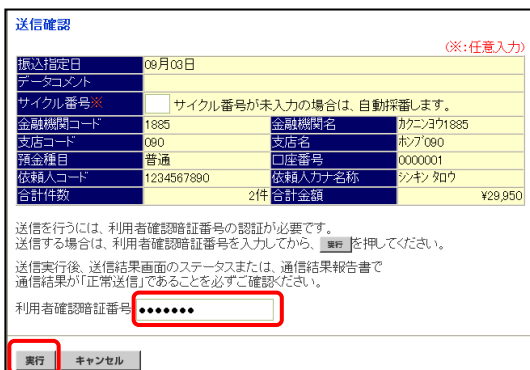 送信確認
(※:任意入力)
振込指定日 09月03日
データコメント
サイクル番号※ サイクル番号が未入力の場合は、自動採番します。
金融機関コード 1885 金融機関名 カクニンヨウ1885
支店コード 090 支店名 ホンブ090
預金種目 普通 口座番号 0000001
依頼人コード 1234567890 依頼人カナ名称 シンキン タロウ
合計件数 2件 合計金額 ¥29,950
送信を行うには、利用者確認暗証番号の認証が必要です。
送信する場合は、利用者確認暗証番号を入力してから、 実行 を押してください。
送信実行後、送信結果画面のステータスまたは、通信結果報告書で
通信結果が「正常送信」であることを必ずご確認ください。
利用者確認暗証番号 ●●●●●●●
実行 キャンセル